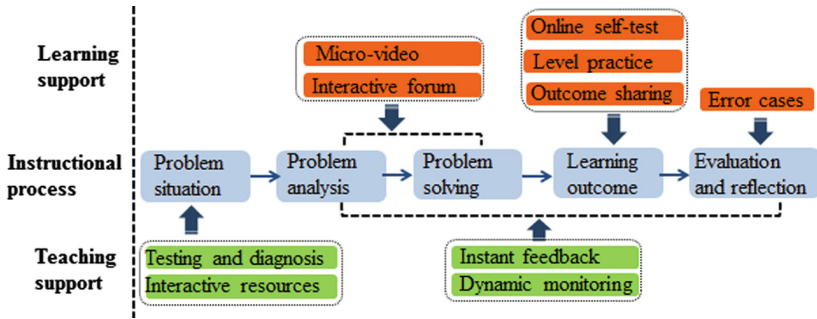 Learning
support
Micro-video
Interactive forum
Online self-test
Level practice
Outcome sharing
Error cases
Instructional
process
Problem
situation
Problem
analysis
Problem
solving
Learning
outcome
Evaluation
and reflection
Teaching
support
Testing and diagnosis
Interactive resources
Instant feedback
Dynamic monitoring